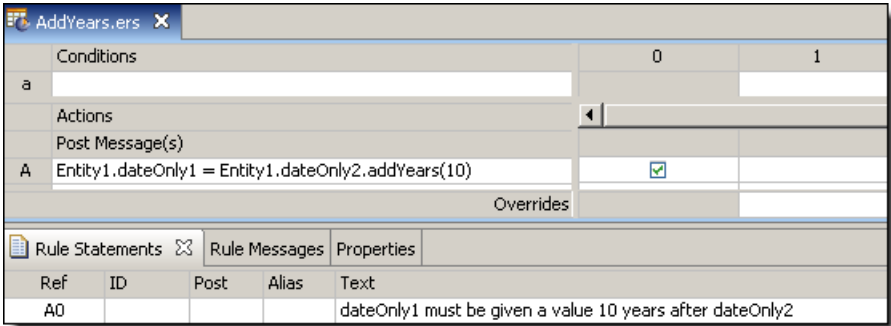 AddYears.ers
Conditions 0 1
a
Actions
Post Message(s)
A Entity1.dateOnly1 = Entity1.dateOnly2.addYears(10)
Overrides
Rule Statements Rule Messages Properties
Ref ID Post Alias Text
A0 dateOnly1 must be given a value 10 years after dateOnly2